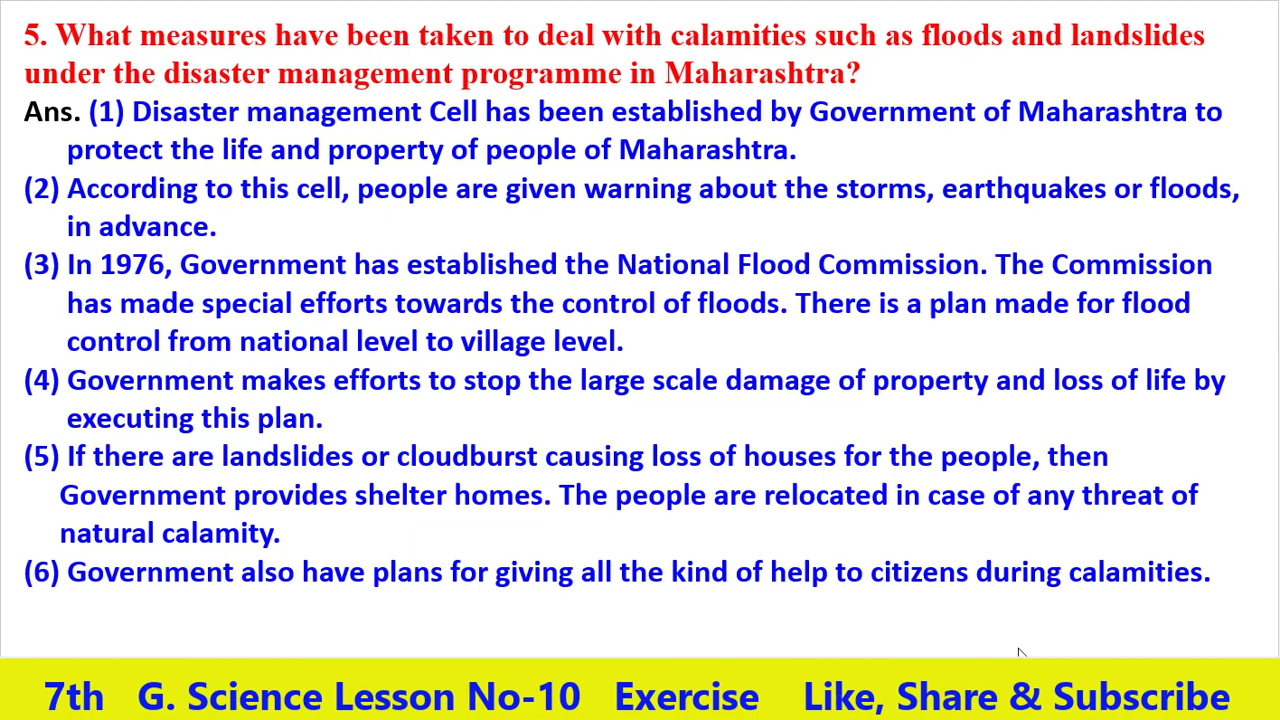 5. What measures have been taken to deal with calamities such as floods and landslides
under the disaster management programme in Maharashtra?
Ans. (1) Disaster management Cell has been established by Government of Maharashtra to
protect the life and property of people of Maharashtra.
(2) According to this cell, people are given warning about the storms, earthquakes or floods,
in advance.
(3) In 1976, Government has established the National Flood Commission. The Commission
has made special efforts towards the control of floods. There is a plan made for flood
control from national level to village level.
(4) Government makes efforts to stop the large scale damage of property and loss of life by
executing this plan.
(5) If there are landslides or cloudburst causing loss of houses for the people, then
Government provides shelter homes. The people are relocated in case of any threat of
natural calamity.
(6) Government also have plans for giving all the kind of help to citizens during calamities.
7th G. Science Lesson No-10 Exercise Like, Share & Subscribe